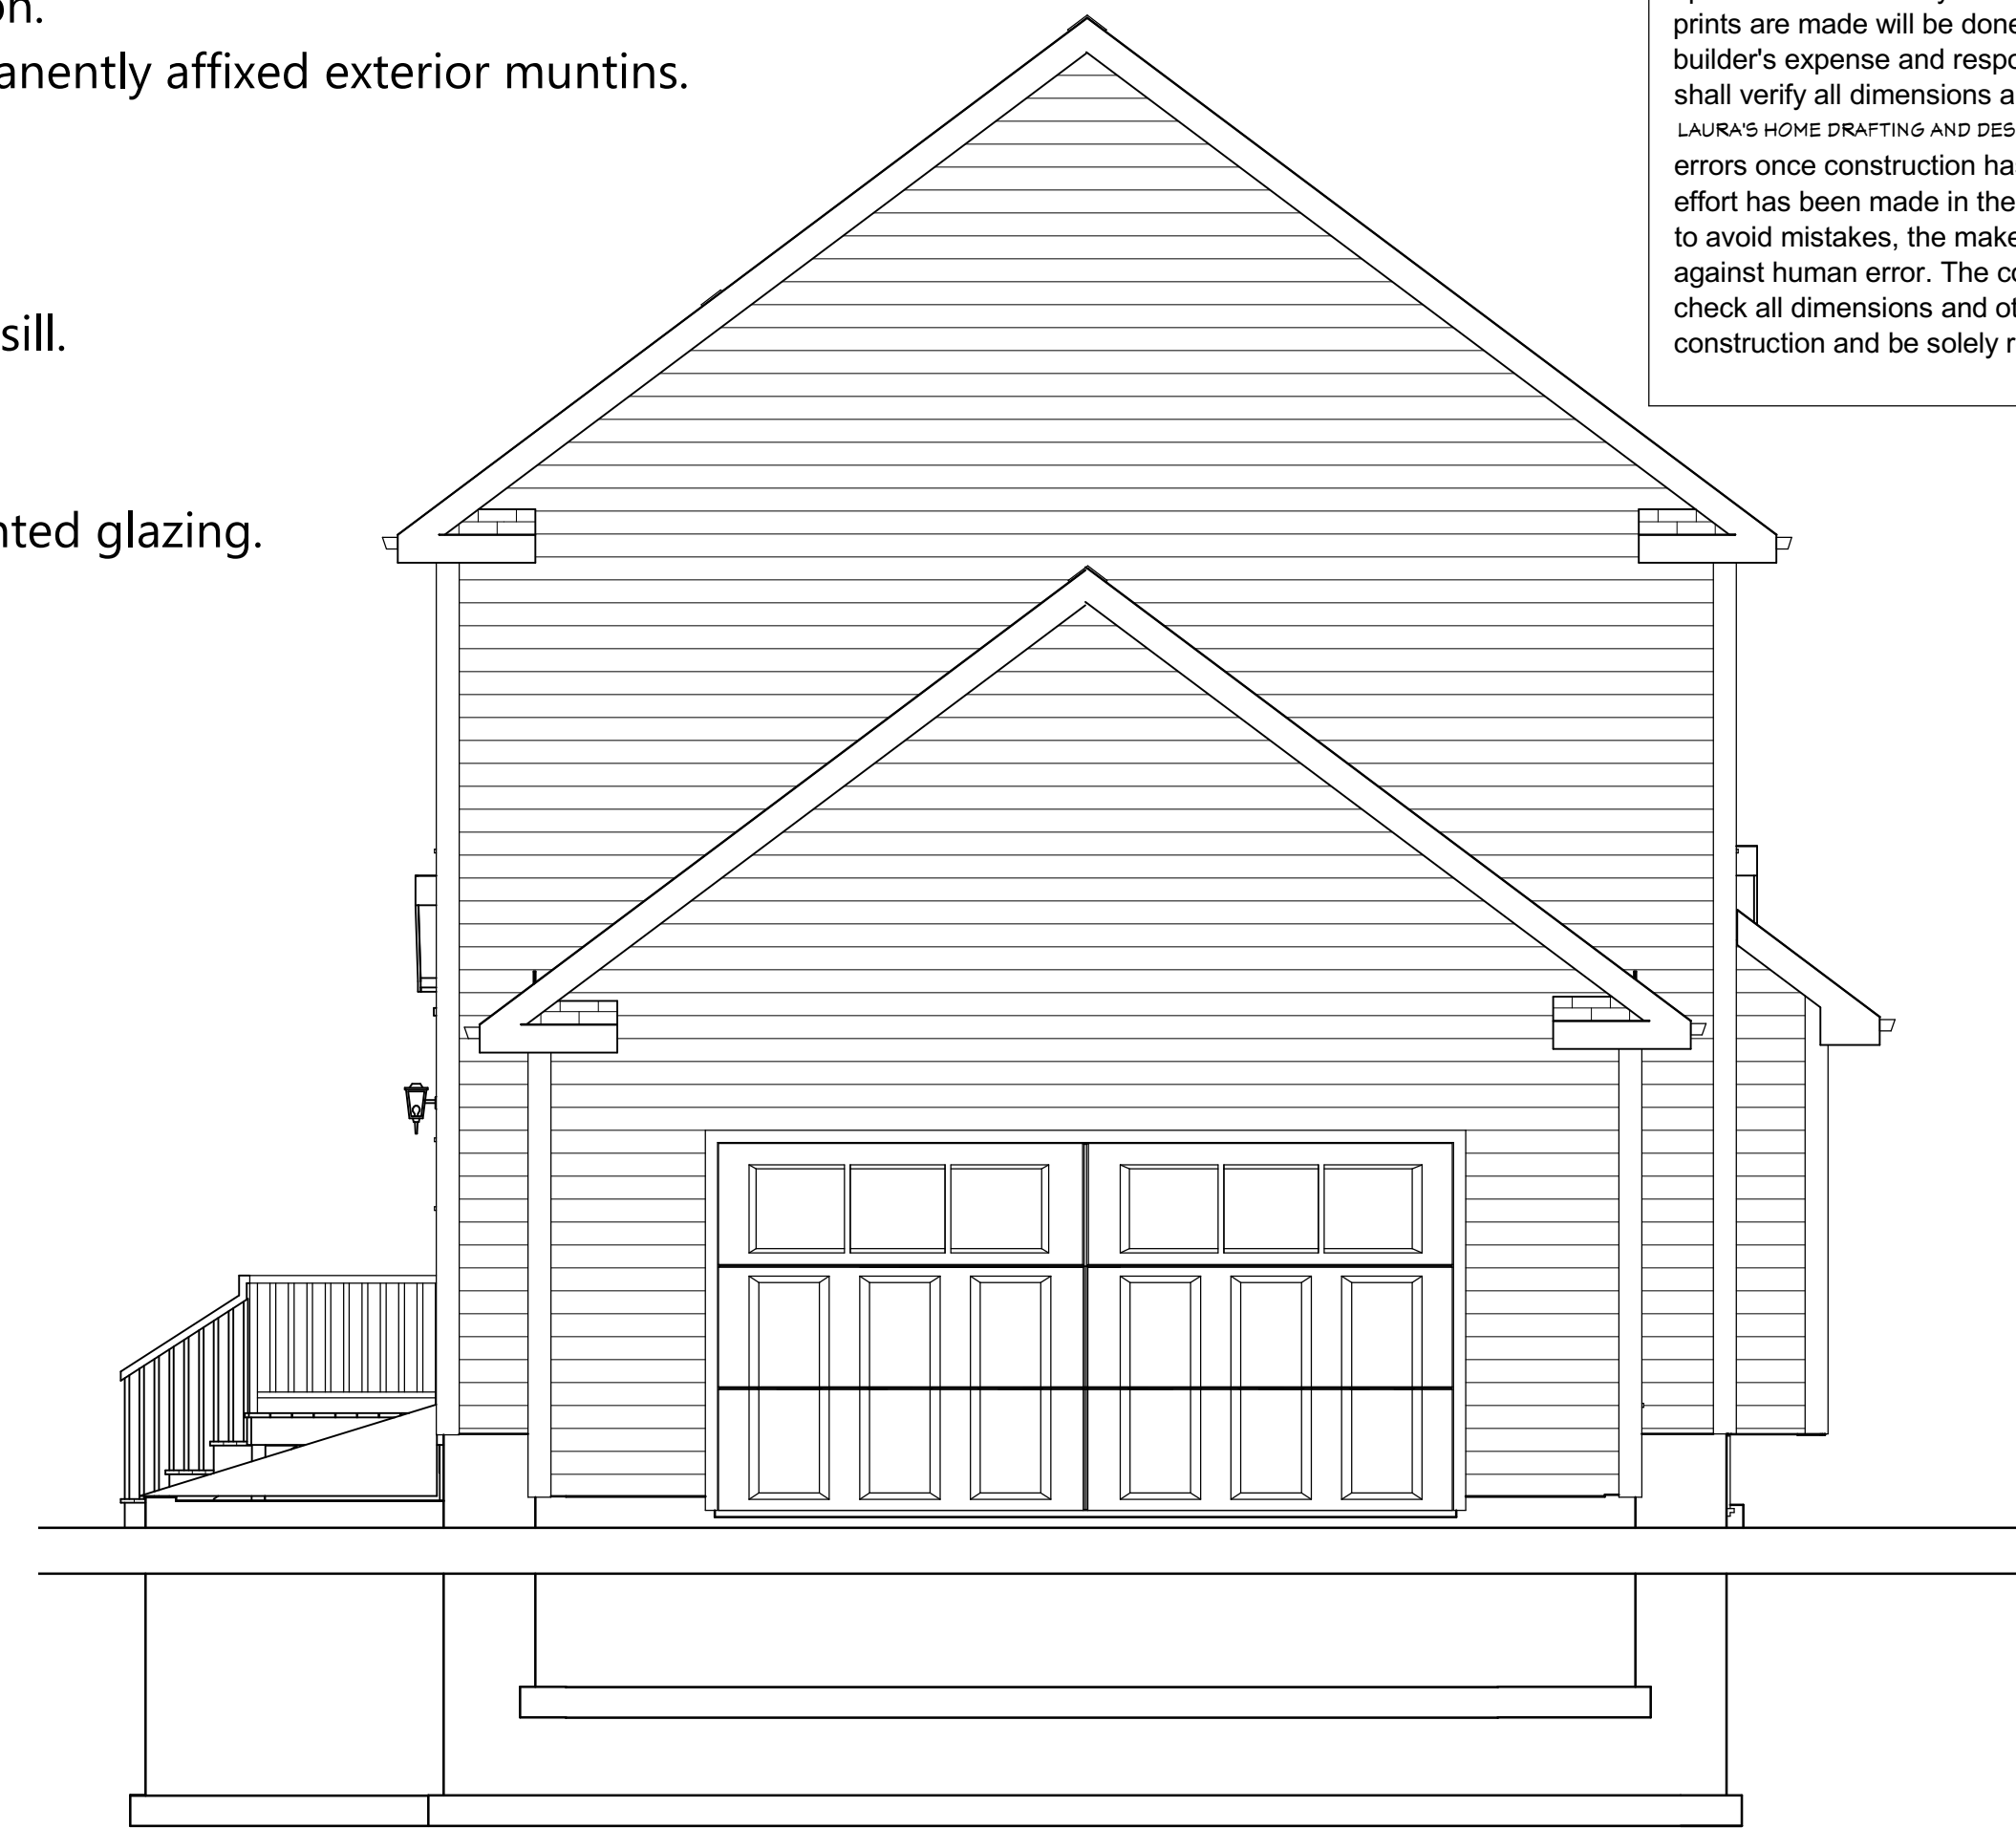 on.
anently affixed exterior muntins.
sill.
nted glazing.
prints are made will be done
builder's expense and respo
shall verify all dimensions a
LAURA'S HOME DRAFTING AND DES
errors once construction ha
effort has been made in the
to avoid mistakes, the make
against human error. The co
check all dimensions and ot
construction and be solely r